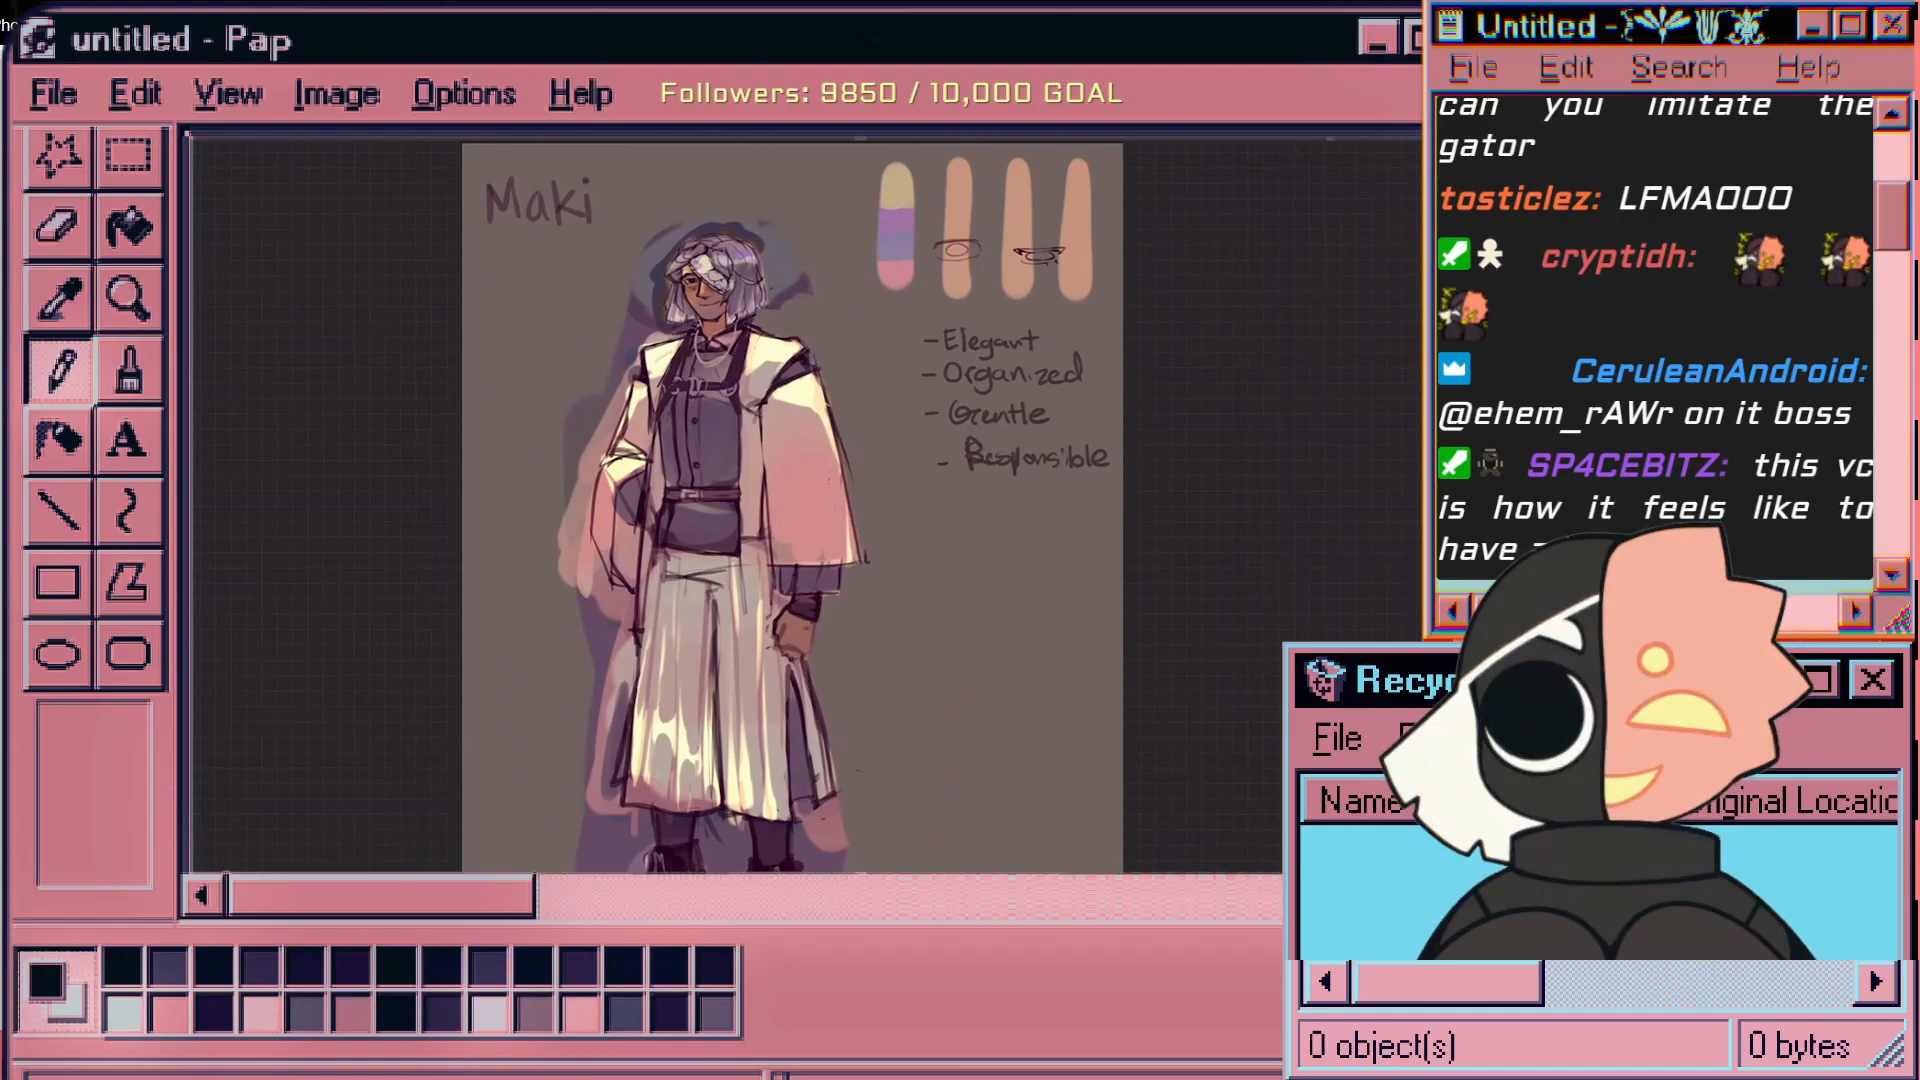 untitled - Pap
File Edit View Image Options Help
Followers: 9850 / 10,000 GOAL
Maki
- Elegant
- Organized
- Gentle
- Responsible
A
Untitled -
File Edit Search Help
can you imitate the
gator
tosticlez: LFMAOOO
cryptidh:
CeruleanAndroid:
@ehem_rAWr on it boss
SP4CEBITZ: this vc
is how it feels like to
have
Recyc
File
Name
riginal Locatio
0 object(s)
0 bytes